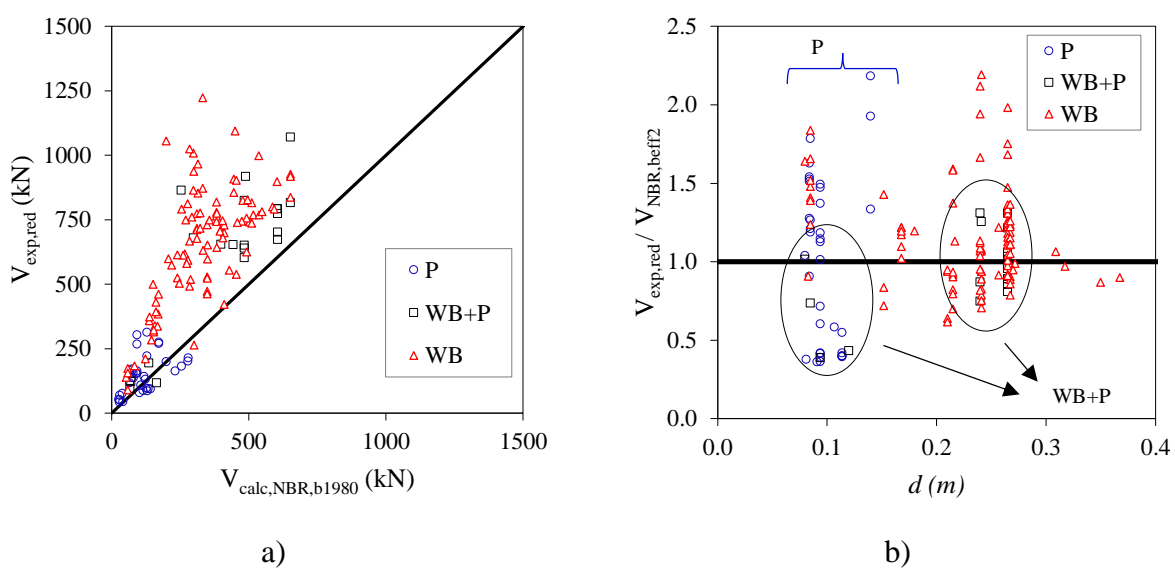 1500
1250
1000
750
500
250
0
V_exp,red (kN)
P
WB+P
WB
0
500
1000
1500
V_calc,NBR,b1980 (kN)
a)
2.5
2.0
1.5
1.0
0.5
0.0
V_exp,red / V_NBR,beff2
P
P
WB+P
WB
WB+P
0.0
0.1
0.2
0.3
0.4
d (m)
b)